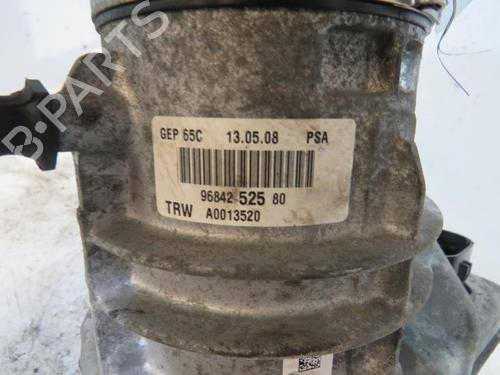 GEP 65C 13.05.08 PSA
96842 525 80
TRW A0013520
B-PARTS